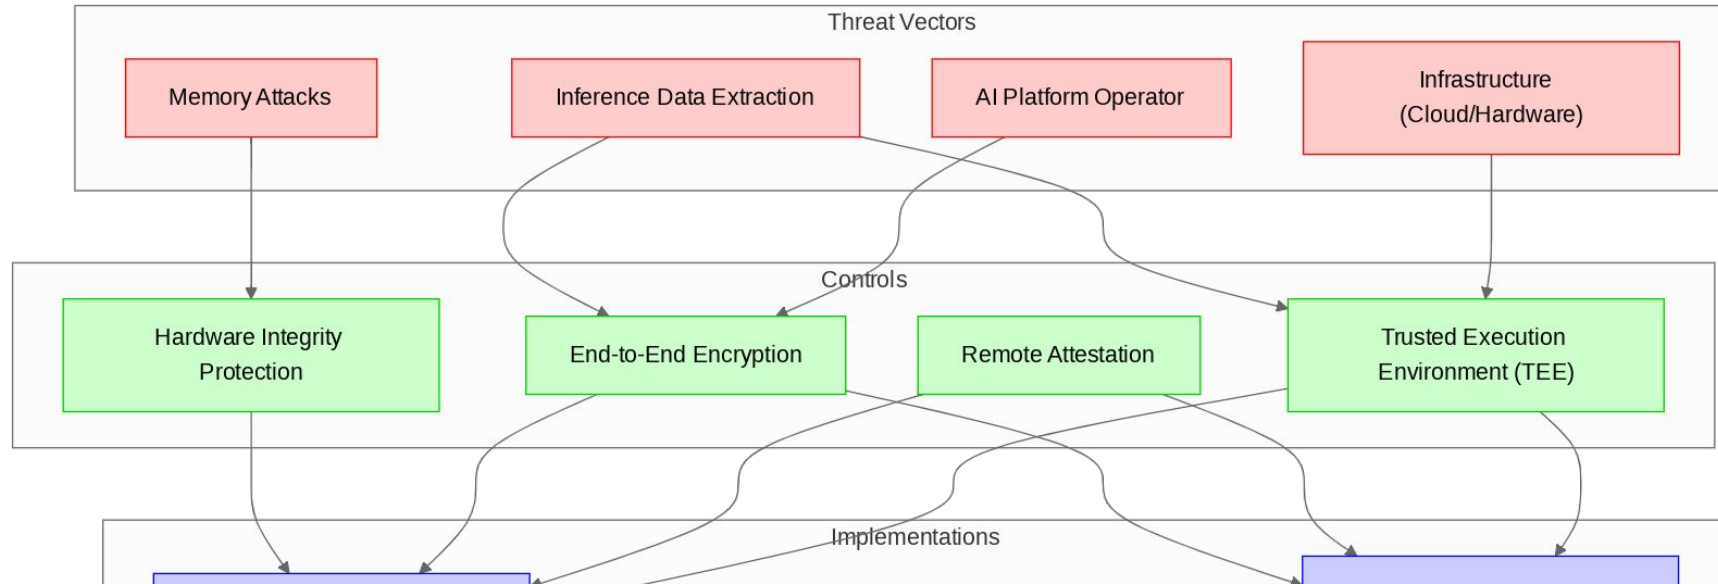 Threat Vectors
Memory Attacks
Inference Data Extraction
AI Platform Operator
Infrastructure
(Cloud/Hardware)
Controls
Hardware Integrity
Protection
End-to-End Encryption
Remote Attestation
Trusted Execution
Environment (TEE)
Implementations